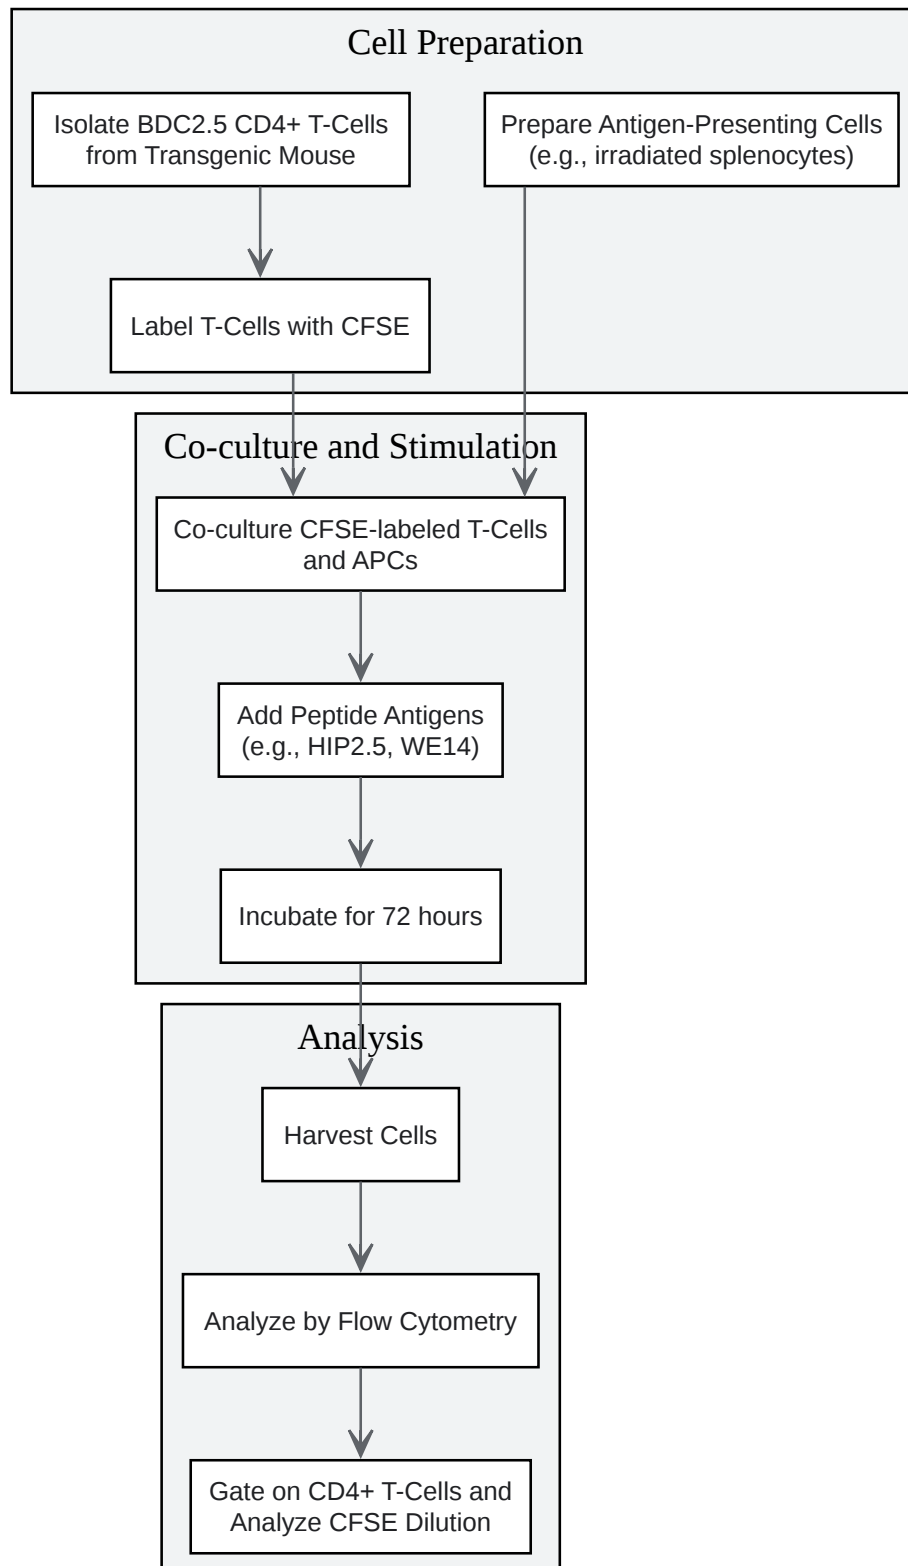 Cell Preparation
Isolate BDC2.5 CD4+ T-Cells
from Transgenic Mouse
Prepare Antigen-Presenting Cells
(e.g., irradiated splenocytes)
Label T-Cells with CFSE
Co-culture and Stimulation
Co-culture CFSE-labeled T-Cells
and APCs
Add Peptide Antigens
(e.g., HIP2.5, WE14)
Incubate for 72 hours
Analysis
Harvest Cells
Analyze by Flow Cytometry
Gate on CD4+ T-Cells and
Analyze CFSE Dilution